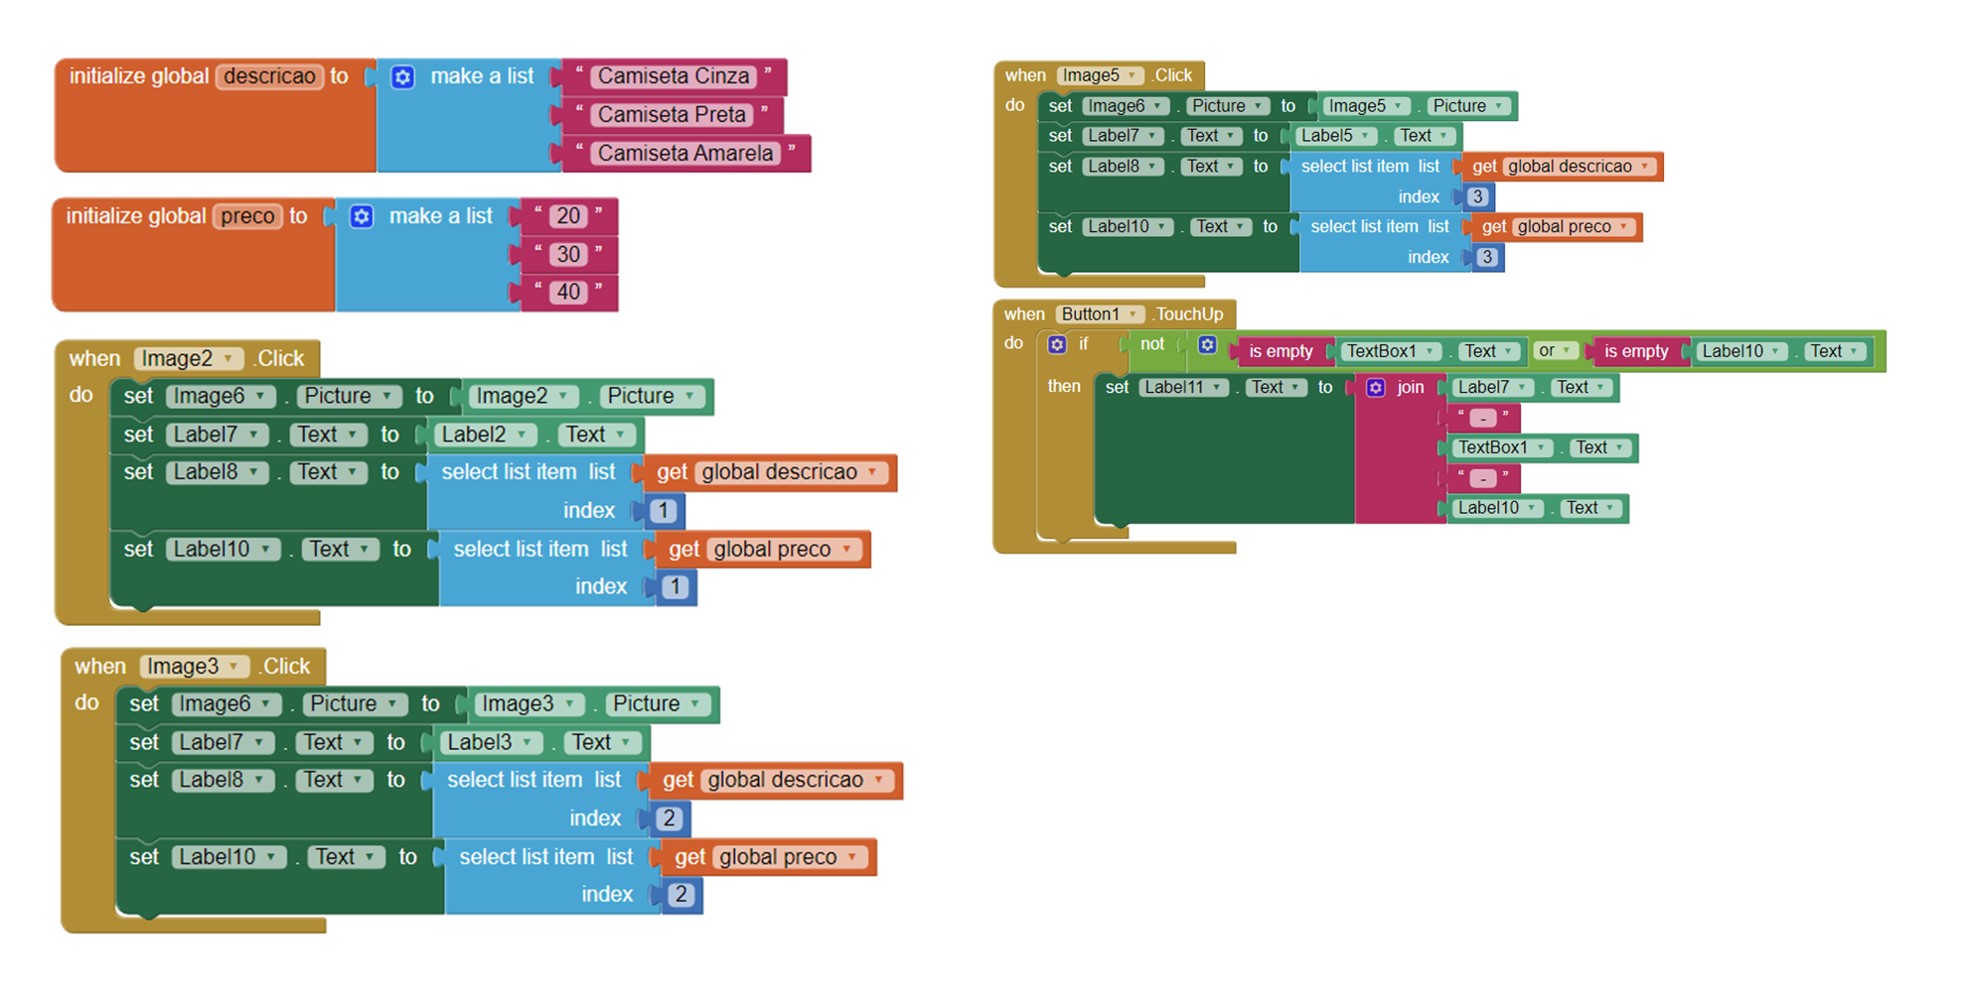 initialize global descricao to make a list “ Camiseta Cinza ”
“ Camiseta Preta ”
“ Camiseta Amarela ”
initialize global preco to make a list “ 20 ”
“ 30 ”
“ 40 ”
when Image2 .Click
do set Image6 . Picture to Image2 . Picture
set Label7 . Text to Label2 . Text
set Label8 . Text to select list item list get global descricao
index 1
set Label10 . Text to select list item list get global preco
index 1
when Image3 .Click
do set Image6 . Picture to Image3 . Picture
set Label7 . Text to Label3 . Text
set Label8 . Text to select list item list get global descricao
index 2
set Label10 . Text to select list item list get global preco
index 2
when Image5 .Click
do set Image6 . Picture to Image5 . Picture
set Label7 . Text to Label5 . Text
set Label8 . Text to select list item list get global descricao
index 3
set Label10 . Text to select list item list get global preco
index 3
when Button1 .TouchUp
do if not is empty TextBox1 . Text or is empty Label10 . Text
then set Label11 . Text to join Label7 . Text
“ - ”
TextBox1 . Text
“ - ”
Label10 . Text